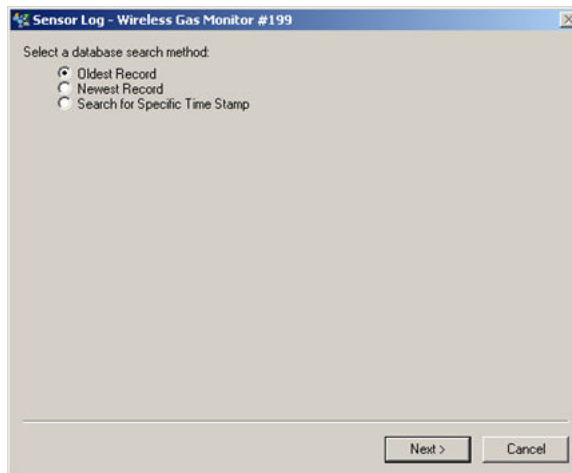 Sensor Log - Wireless Gas Monitor #199
Select a database search method:
Oldest Record
Newest Record
Search for Specific Time Stamp
Next >
Cancel